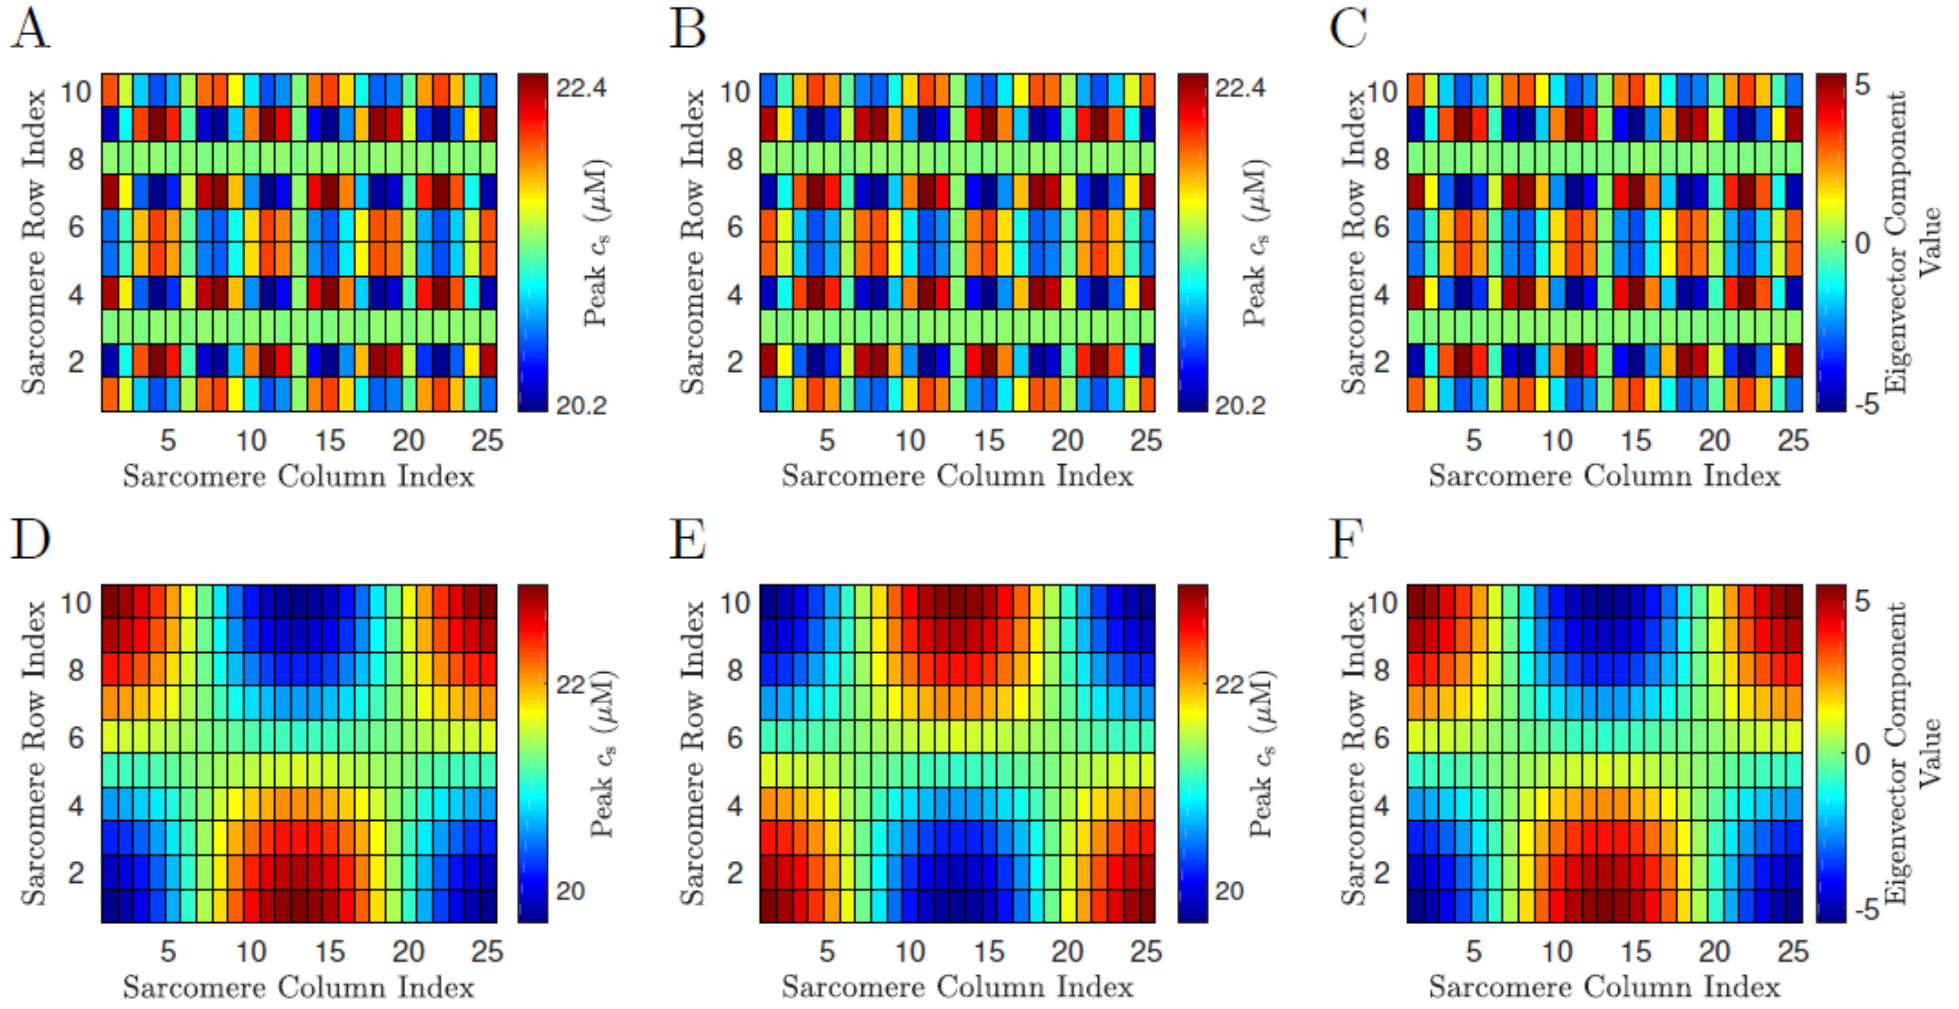 A
B
C
10
8
6
4
2
Sarcomere Row Index
5
10
15
20
25
Sarcomere Column Index
22.4
20.2
Peak cs (μM)
10
8
6
4
2
Sarcomere Row Index
5
10
15
20
25
Sarcomere Column Index
22.4
20.2
Peak cs (μM)
10
8
6
4
2
Sarcomere Row Index
5
10
15
20
25
Sarcomere Column Index
5
0
-5
Eigenvector Component
Value
D
E
F
10
8
6
4
2
Sarcomere Row Index
5
10
15
20
25
Sarcomere Column Index
22
20
Peak cs (μM)
10
8
6
4
2
Sarcomere Row Index
5
10
15
20
25
Sarcomere Column Index
22
20
Peak cs (μM)
10
8
6
4
2
Sarcomere Row Index
5
10
15
20
25
Sarcomere Column Index
5
0
-5
Eigenvector Component
Value